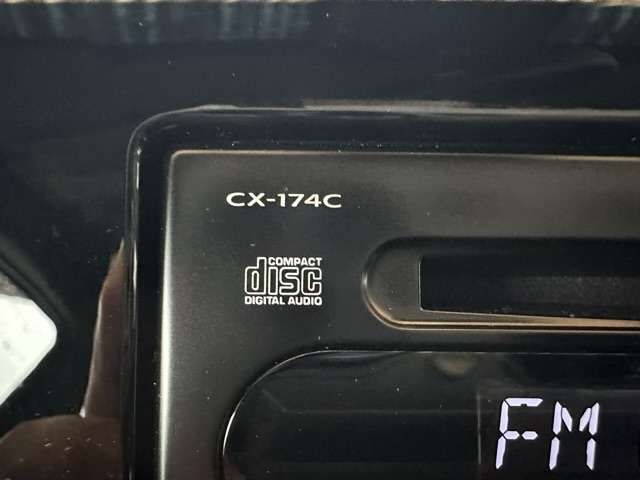 CX-174C
COMPACT
disc
DIGITAL AUDIO
FM